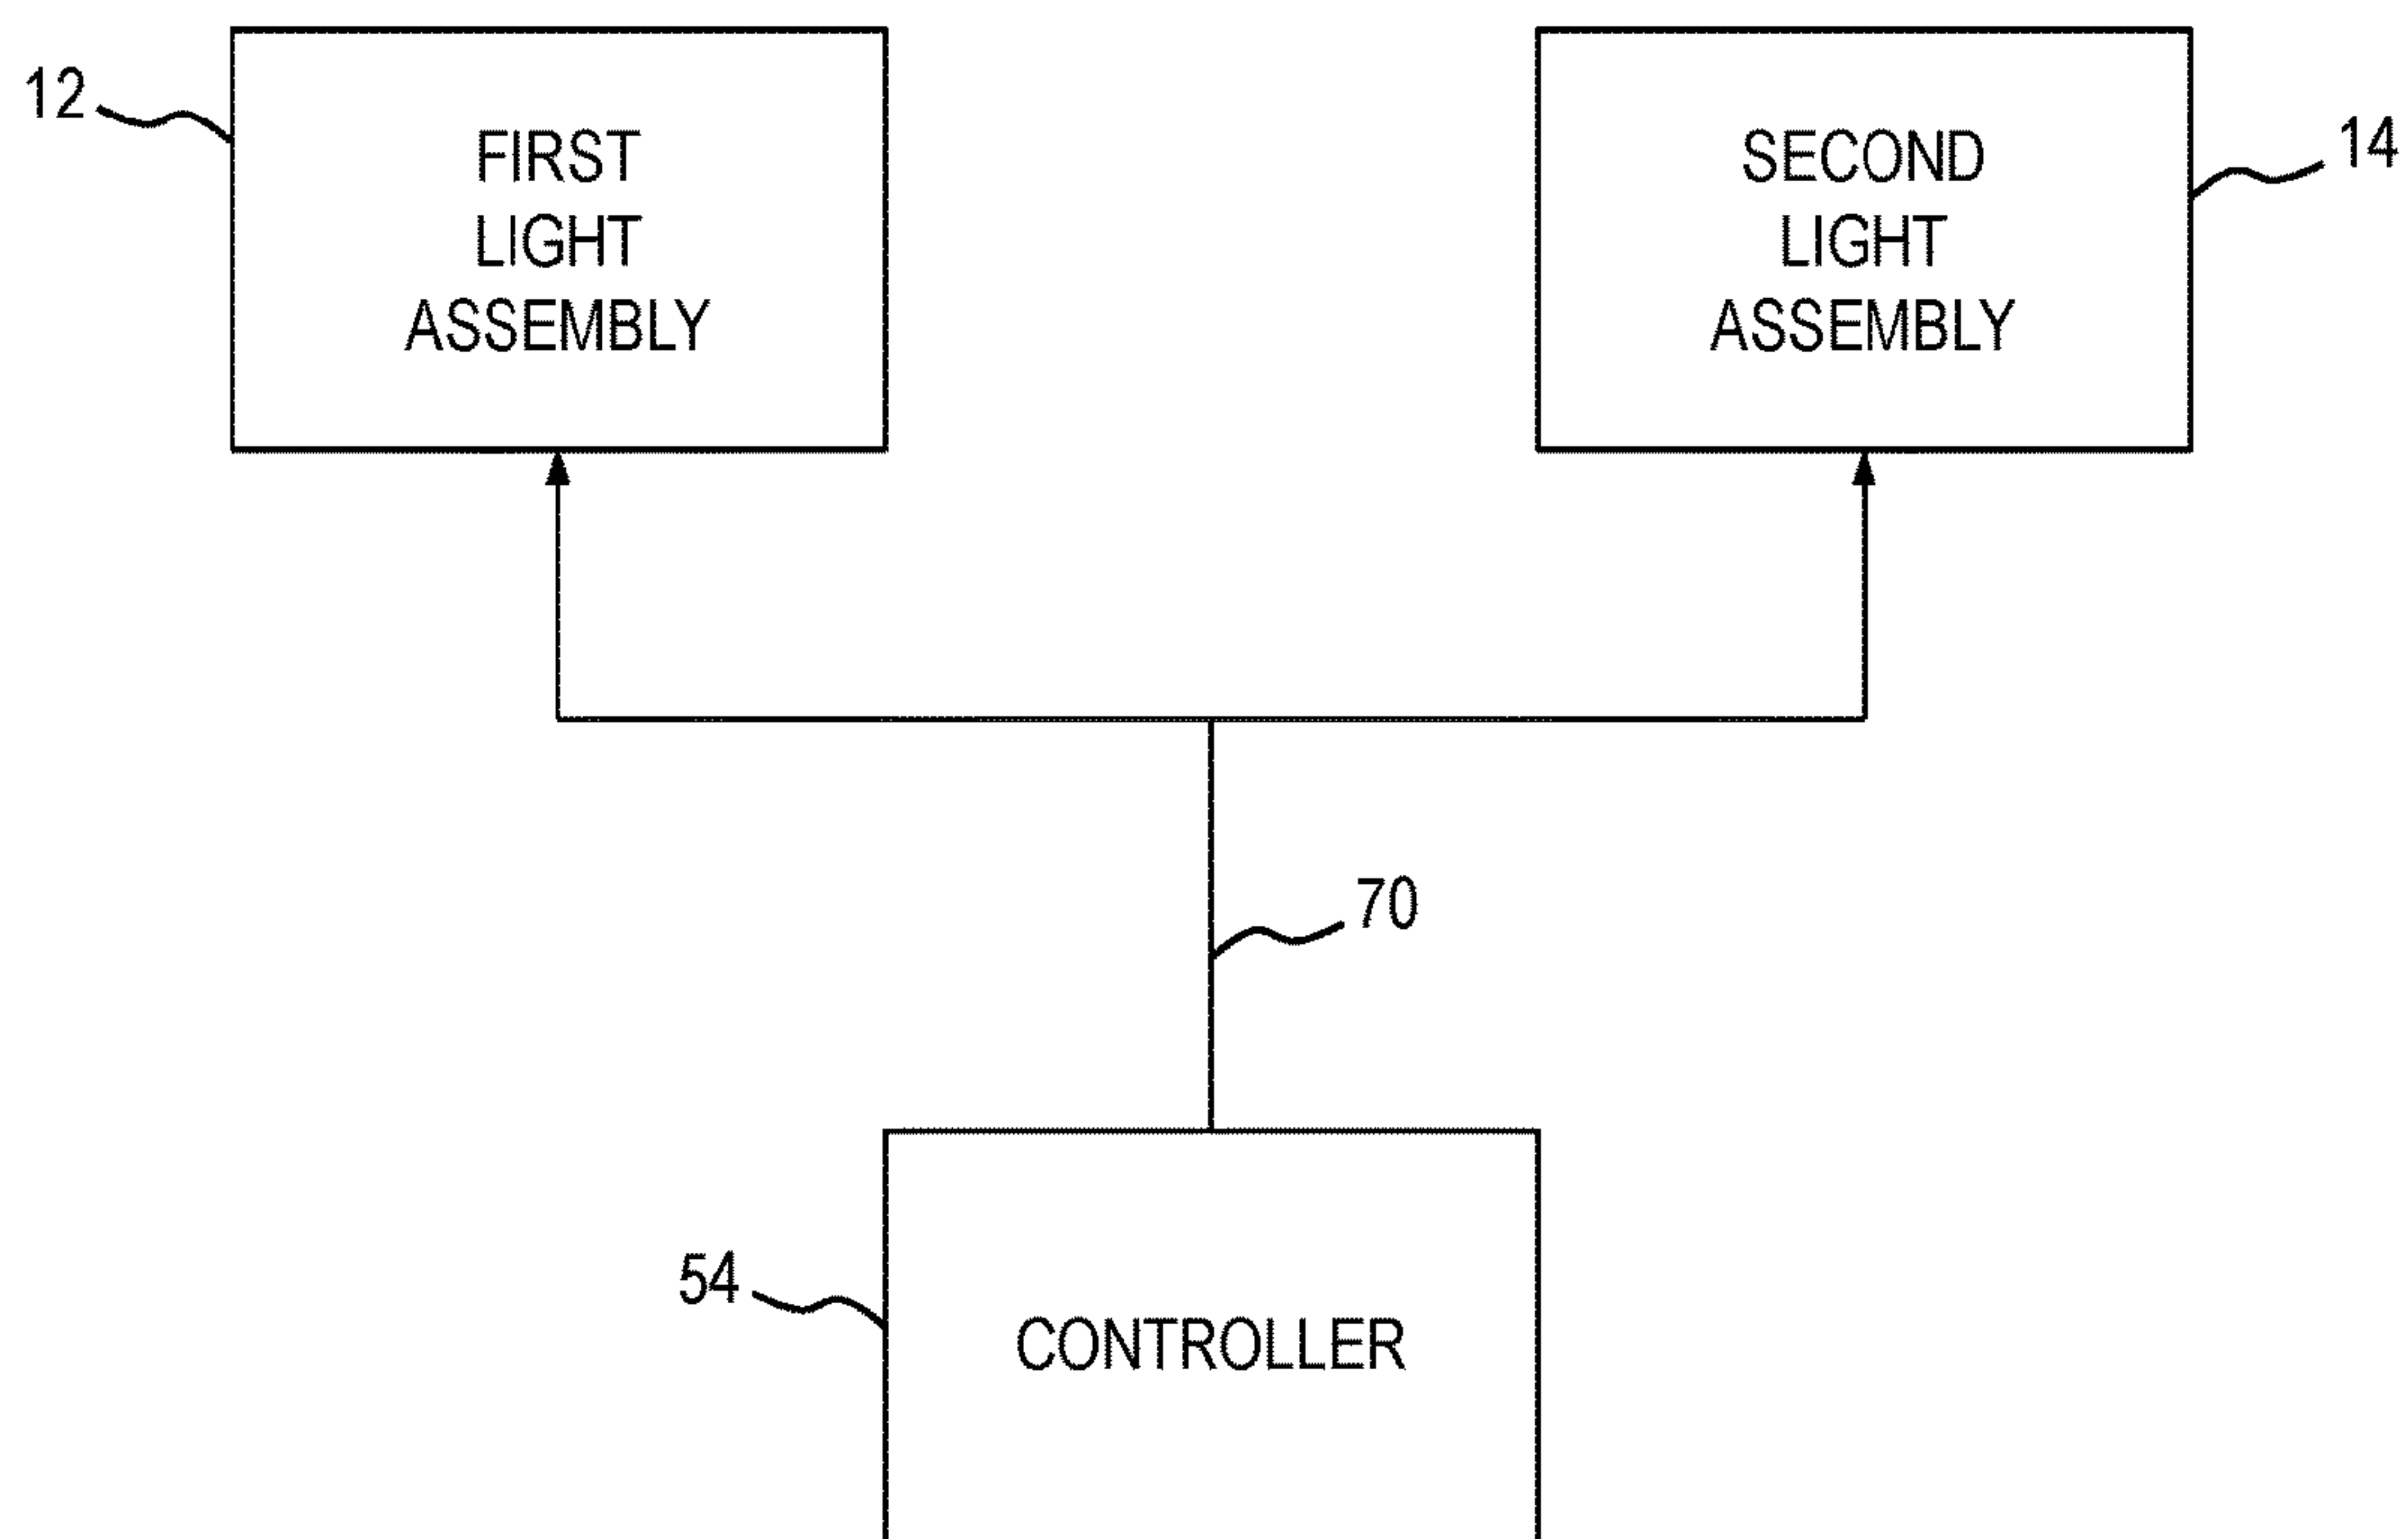 12
FIRST
LIGHT
ASSEMBLY
SECOND
LIGHT
ASSEMBLY
14
70
54
CONTROLLER